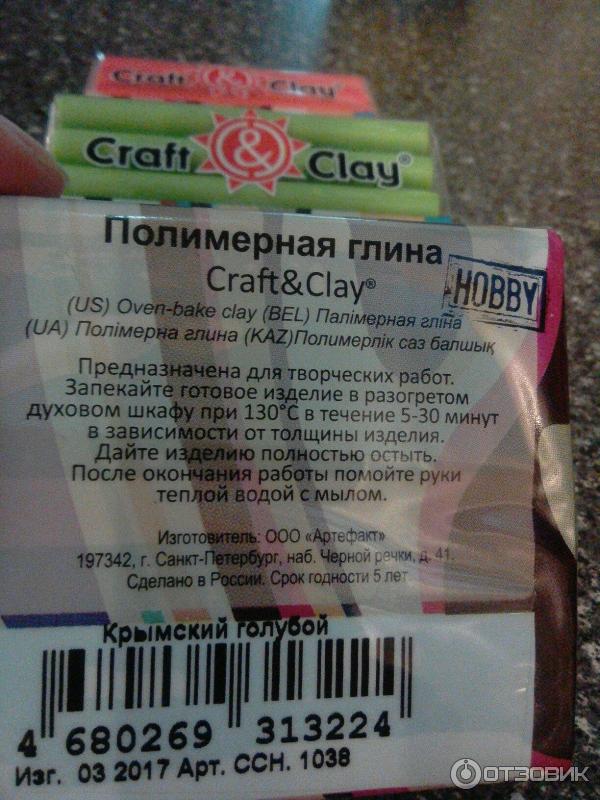 Craft & Clay
Craft & Clay®
Полимерная глина
Craft&Clay®
HOBBY
(US) Oven-bake clay (BEL) Палімерная гліна
(UA) Полімерна глина (KAZ)Полимерлік саз балшық
Предназначена для творческих работ.
Запекайте готовое изделие в разогретом
духовом шкафу при 130°С в течение 5-30 минут
в зависимости от толщины изделия.
Дайте изделию полностью остыть.
После окончания работы помойте руки
теплой водой с мылом.
Изготовитель: ООО «Артефакт»
197342, г. Санкт-Петербург, наб. Черной речки, д. 41.
Сделано в России. Срок годности 5 лет
Крымский голубой
4 680269 313224
Изг. 03 2017 Арт. ССН. 1038
ОТЗОВИК